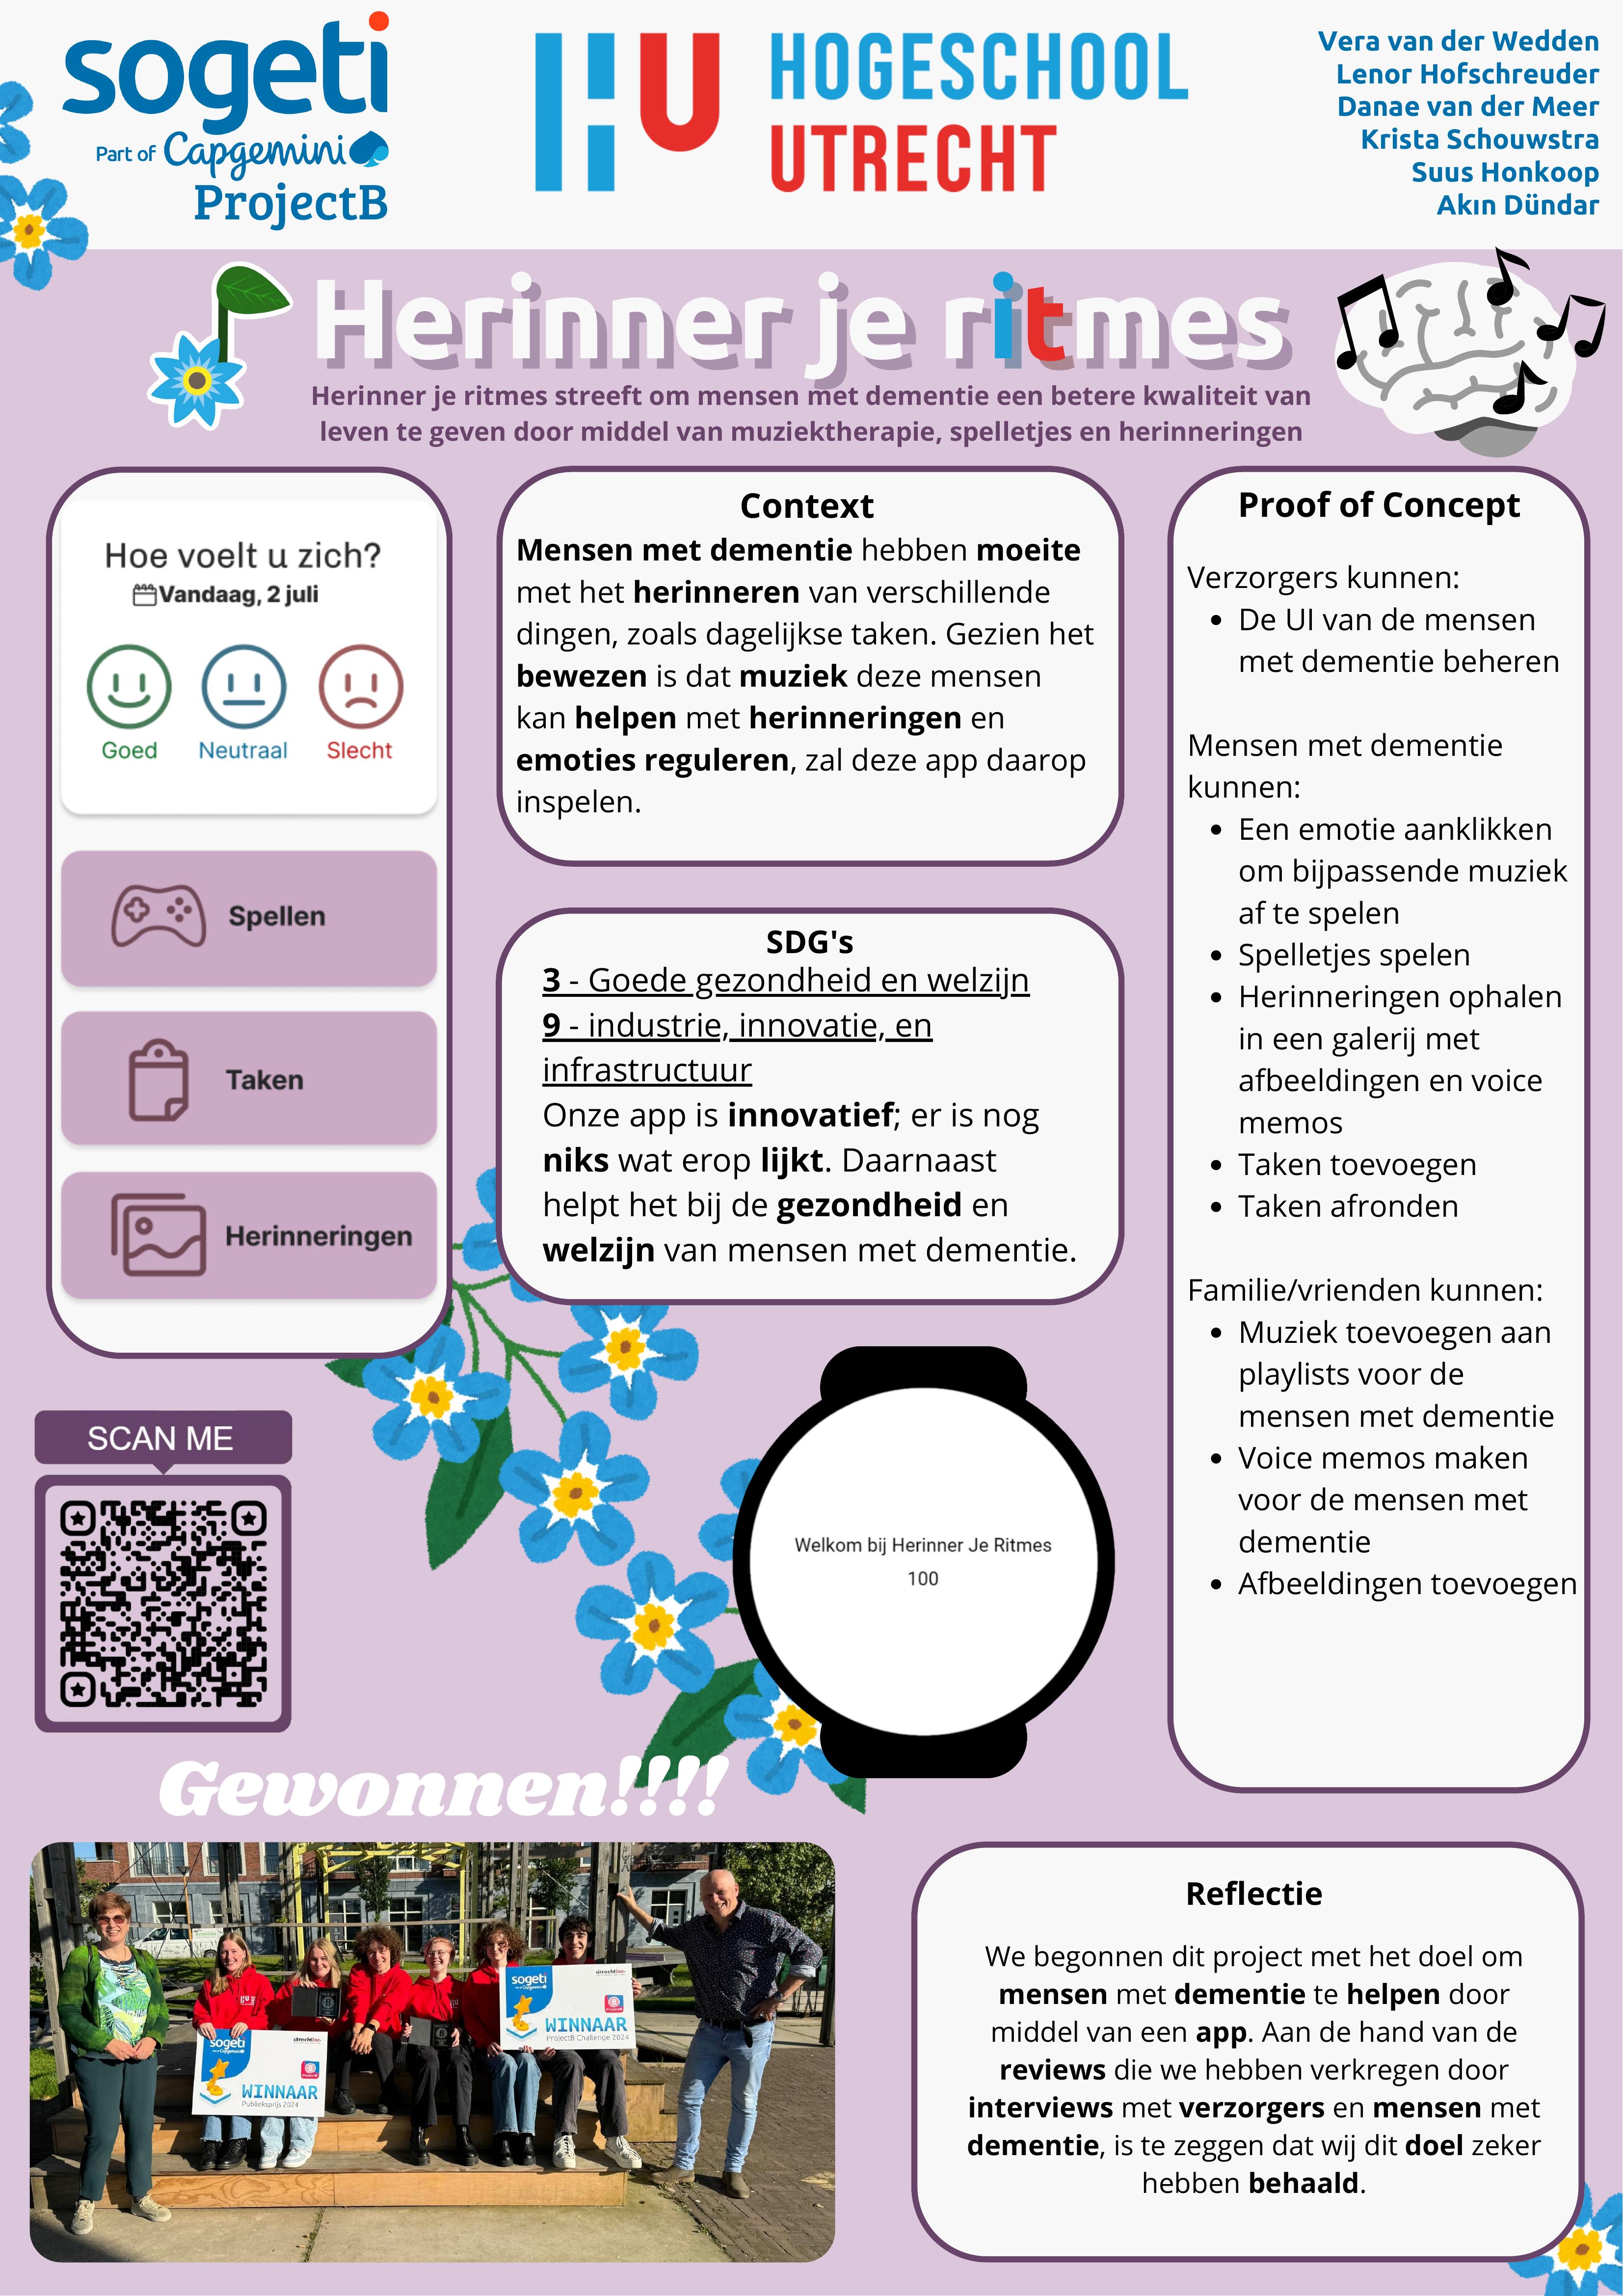 sogeti
Part of Capgemini
ProjectB
HU
HOGESCHOOL
UTRECHT
Vera van der Wedden
Lenor Hofschreuder
Danae van der Meer
Krista Schouwstra
Suus Honkoop
Akın Dündar
Herinner je ritmes
Herinner je ritmes streeft om mensen met dementie een betere kwaliteit van
leven te geven door middel van muziektherapie, spelletjes en herinneringen
Hoe voelt u zich?
Vandaag, 2 juli
Goed Neutraal Slecht
Spellen
Taken
Herinneringen
Context
Mensen met dementie hebben moeite
met het herinneren van verschillende
dingen, zoals dagelijkse taken. Gezien het
bewezen is dat muziek deze mensen
kan helpen met herinneringen en
emoties reguleren, zal deze app daarop
inspelen.
SDG's
3 - Goede gezondheid en welzijn
9 - industrie, innovatie, en
infrastructuur
Onze app is innovatief; er is nog
niks wat erop lijkt. Daarnaast
helpt het bij de gezondheid en
welzijn van mensen met dementie.
Proof of Concept
Verzorgers kunnen:
• De UI van de mensen
met dementie beheren
Mensen met dementie
kunnen:
• Een emotie aanklikken
om bijpassende muziek
af te spelen
• Spelletjes spelen
• Herinneringen ophalen
in een galerij met
afbeeldingen en voice
memos
• Taken toevoegen
• Taken afronden
Familie/vrienden kunnen:
• Muziek toevoegen aan
playlists voor de
mensen met dementie
• Voice memos maken
voor de mensen met
dementie
• Afbeeldingen toevoegen
SCAN ME
Welkom bij Herinner Je Ritmes
100
Gewonnen!!!!
sogeti
utrechtinc
WINNAAR
Publieksprijs 2024
sogeti
utrechtinc
WINNAAR
ProjectB Challenge 2024
Reflectie
We begonnen dit project met het doel om
mensen met dementie te helpen door
middel van een app. Aan de hand van de
reviews die we hebben verkregen door
interviews met verzorgers en mensen met
dementie, is te zeggen dat wij dit doel zeker
hebben behaald.